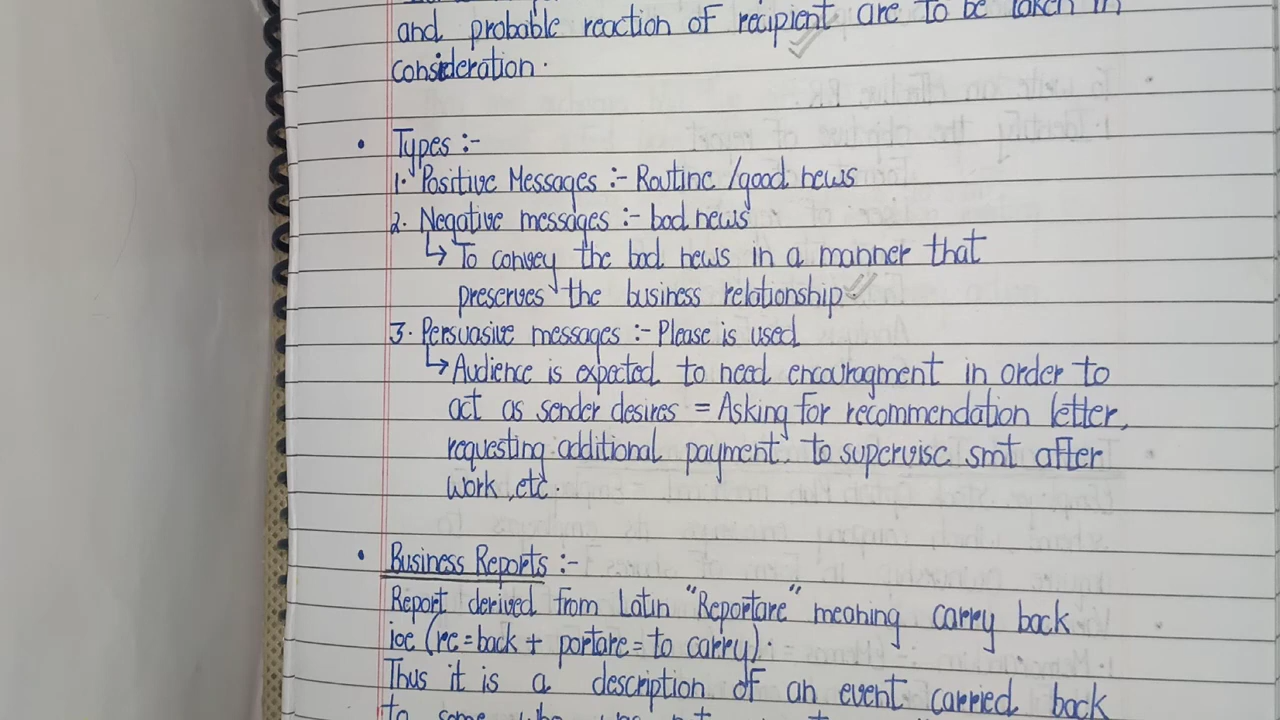 and probable reaction of recipient are to be taken in
consideration.
• Types :-
1. Positive Messages :- Routine /good news
2. Negative messages :- bad news
↳ To convey the bad news in a manner that
preserves the business relationship
3. Persuasive messages :- Please is used
↳ Audience is expected to need encouragment in order to
act as sender desires = Asking for recommendation letter,
requesting additional payment to supervise smt after
work, etc.
• Business Reports :-
Report derived from Latin "Reportare" meaning carry back
ioe (re = back + portare = to carry).
Thus it is a description of an event carried back
to some who